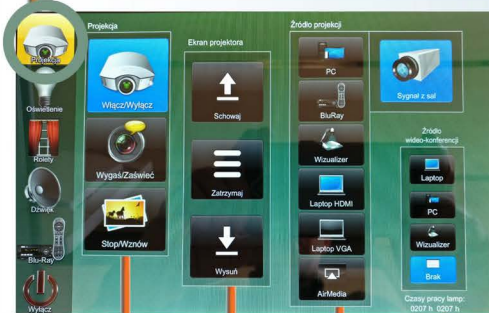 Projekcja
Oświetlenie
Rolety
Dźwięk
Blu-Ray
Wyłącz
Projekcja
Włącz/Wyłącz
Wygaś/Zaświeć
Stop/Wznów
Ekran projektora
Schowaj
Zatrzymaj
Wysuń
Źródło projekcji
PC
BluRay
Wizualizer
Laptop HDMI
Laptop VGA
AirMedia
Sygnał z sal
Źródło
wideo-konferencji
Laptop
PC
Wizualizer
Brak
Czasy pracy lamp:
0207 h 0207 h